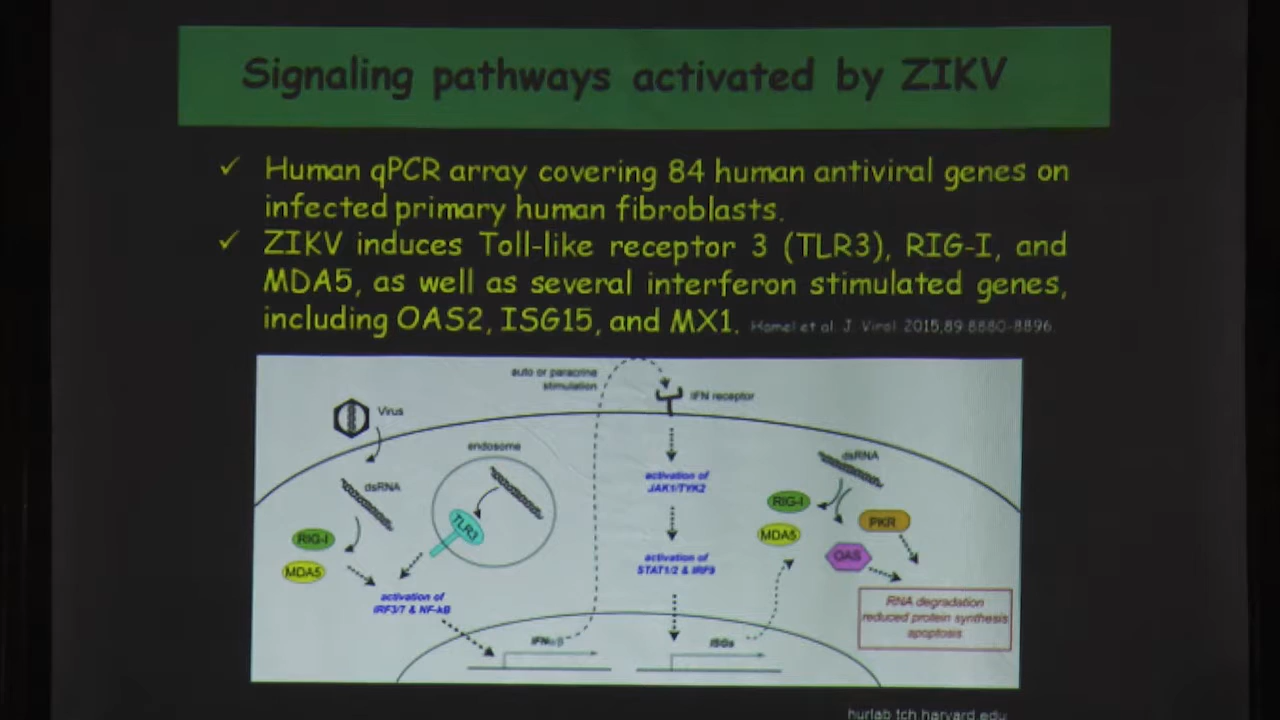 Signaling pathways activated by ZIKV
✓ Human qPCR array covering 84 human antiviral genes on
infected primary human fibroblasts.
✓ ZIKV induces Toll-like receptor 3 (TLR3), RIG-I, and
MDA5, as well as several interferon stimulated genes,
including OAS2, ISG15, and MX1. Hamel et al. J. Virol. 2015,89:8880-8896
auto or paracrine
stimulation
IFN receptor
Virus
endosome
dsRNA
dsRNA
activation of
JAK1/TYK2
RIG-I
TLR3
PKR
RIG-I
MDA5
MDA5
OAS
activation of
STAT1/2 & IRF9
activation of
IRF3/7 & NF-kB
RNA degradation
reduced protein synthesis
apoptosis
IFNαβ
ISGs
hurlab.tch.harvard.edu